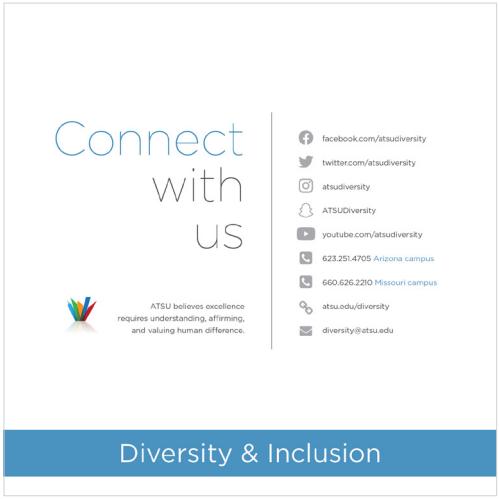 Connect
with
us
ATSU believes excellence
requires understanding, affirming,
and valuing human difference.
facebook.com/atsudiversity
twitter.com/atsudiversity
atsudiversity
ATSUDiversity
youtube.com/atsudiversity
623.251.4705 Arizona campus
660.626.2210 Missouri campus
atsu.edu/diversity
diversity@atsu.edu
Diversity & Inclusion